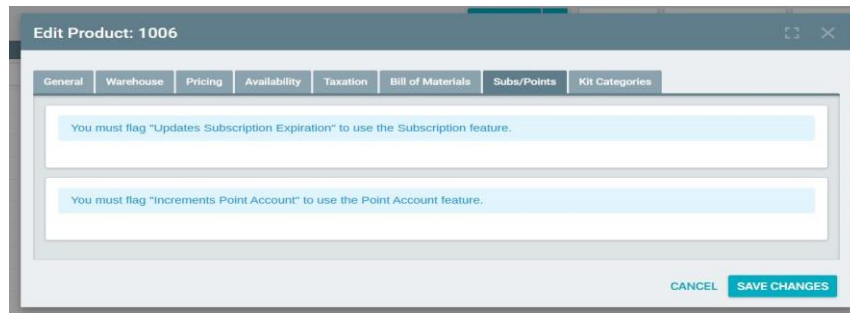 Edit Product: 1006
General Warehouse Pricing Availability Taxation Bill of Materials Subs/Points Kit Categories
You must flag "Updates Subscription Expiration" to use the Subscription feature.
You must flag "Increments Point Account" to use the Point Account feature.
CANCEL SAVE CHANGES